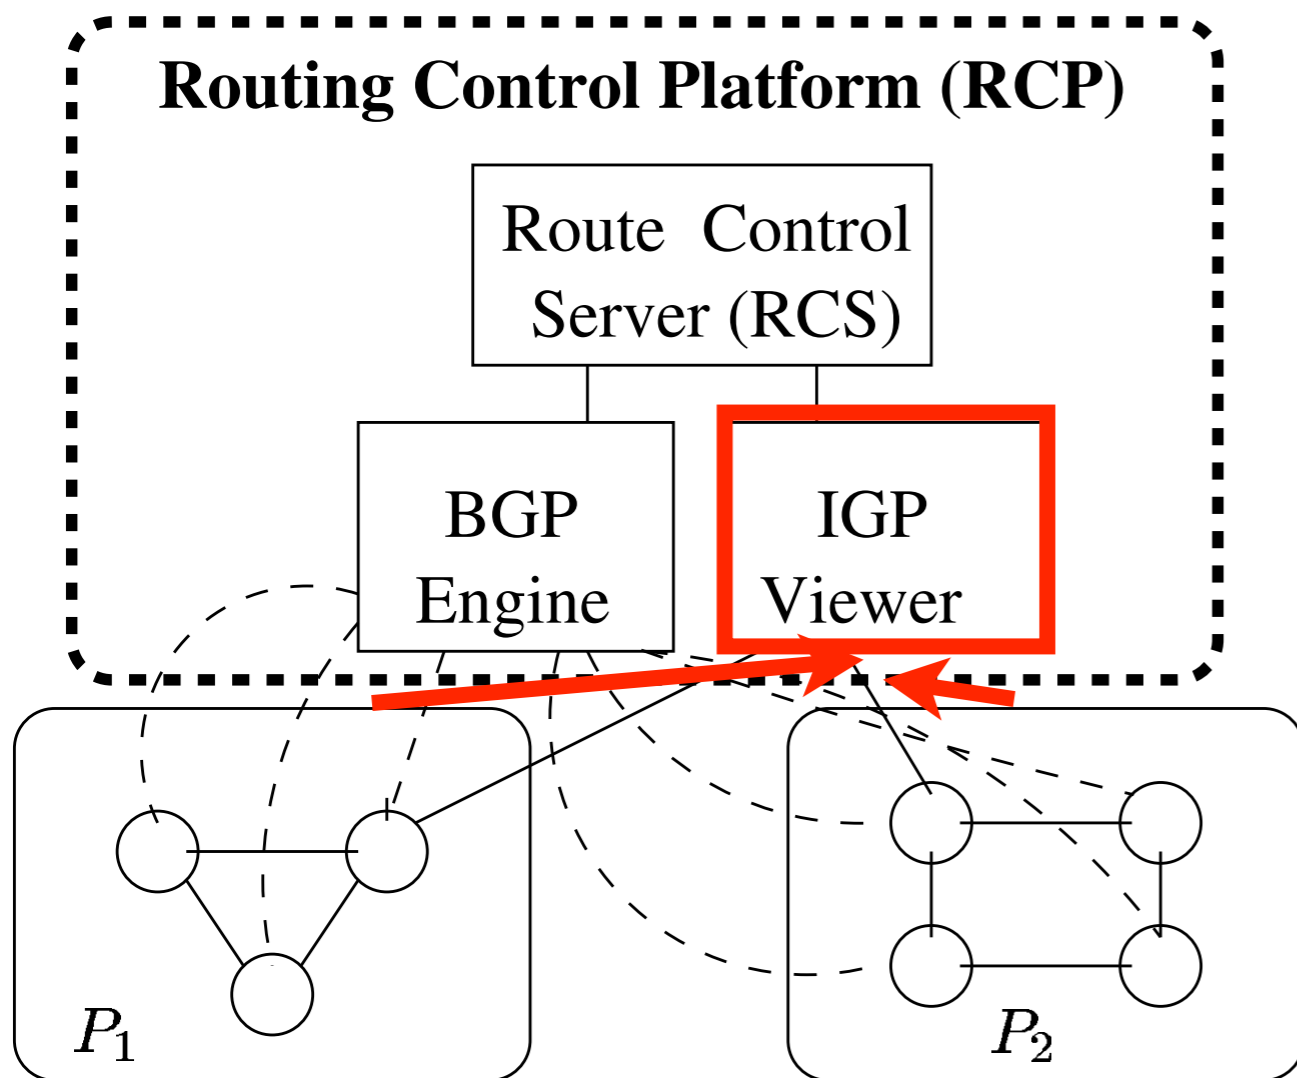 Routing Control Platform (RCP)
Route Control
Server (RCS)
BGP
Engine
IGP
Viewer
P₁
P₂